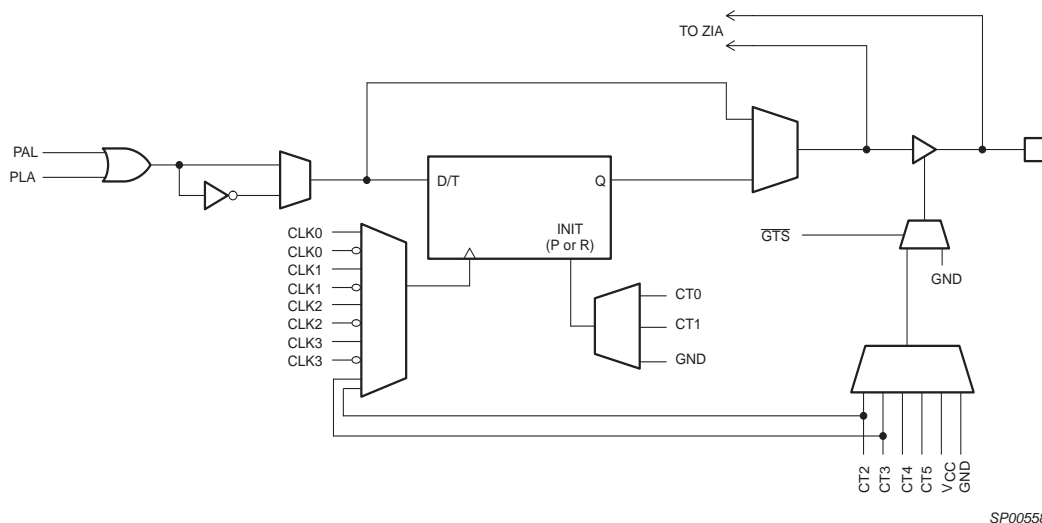 TO ZIA
PAL
PLA
D/T
Q
INIT
(P or R)
CLK0
CLK0
CLK1
CLK1
CLK2
CLK2
CLK3
CLK3
CT0
CT1
GND
GTS
GND
CT2
CT3
CT4
CT5
VCC
GND
SP00558